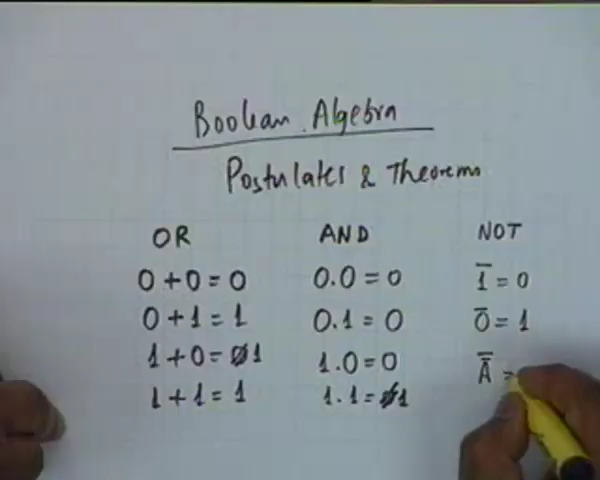 Boolean Algebra
Postulates & Theorems
OR AND NOT
0+0=0 0.0=0 1̅=0
0+1=1 0.1=0 0̅=1
1+0=1 1.0=0 A̿=
1+1=1 1.1=1